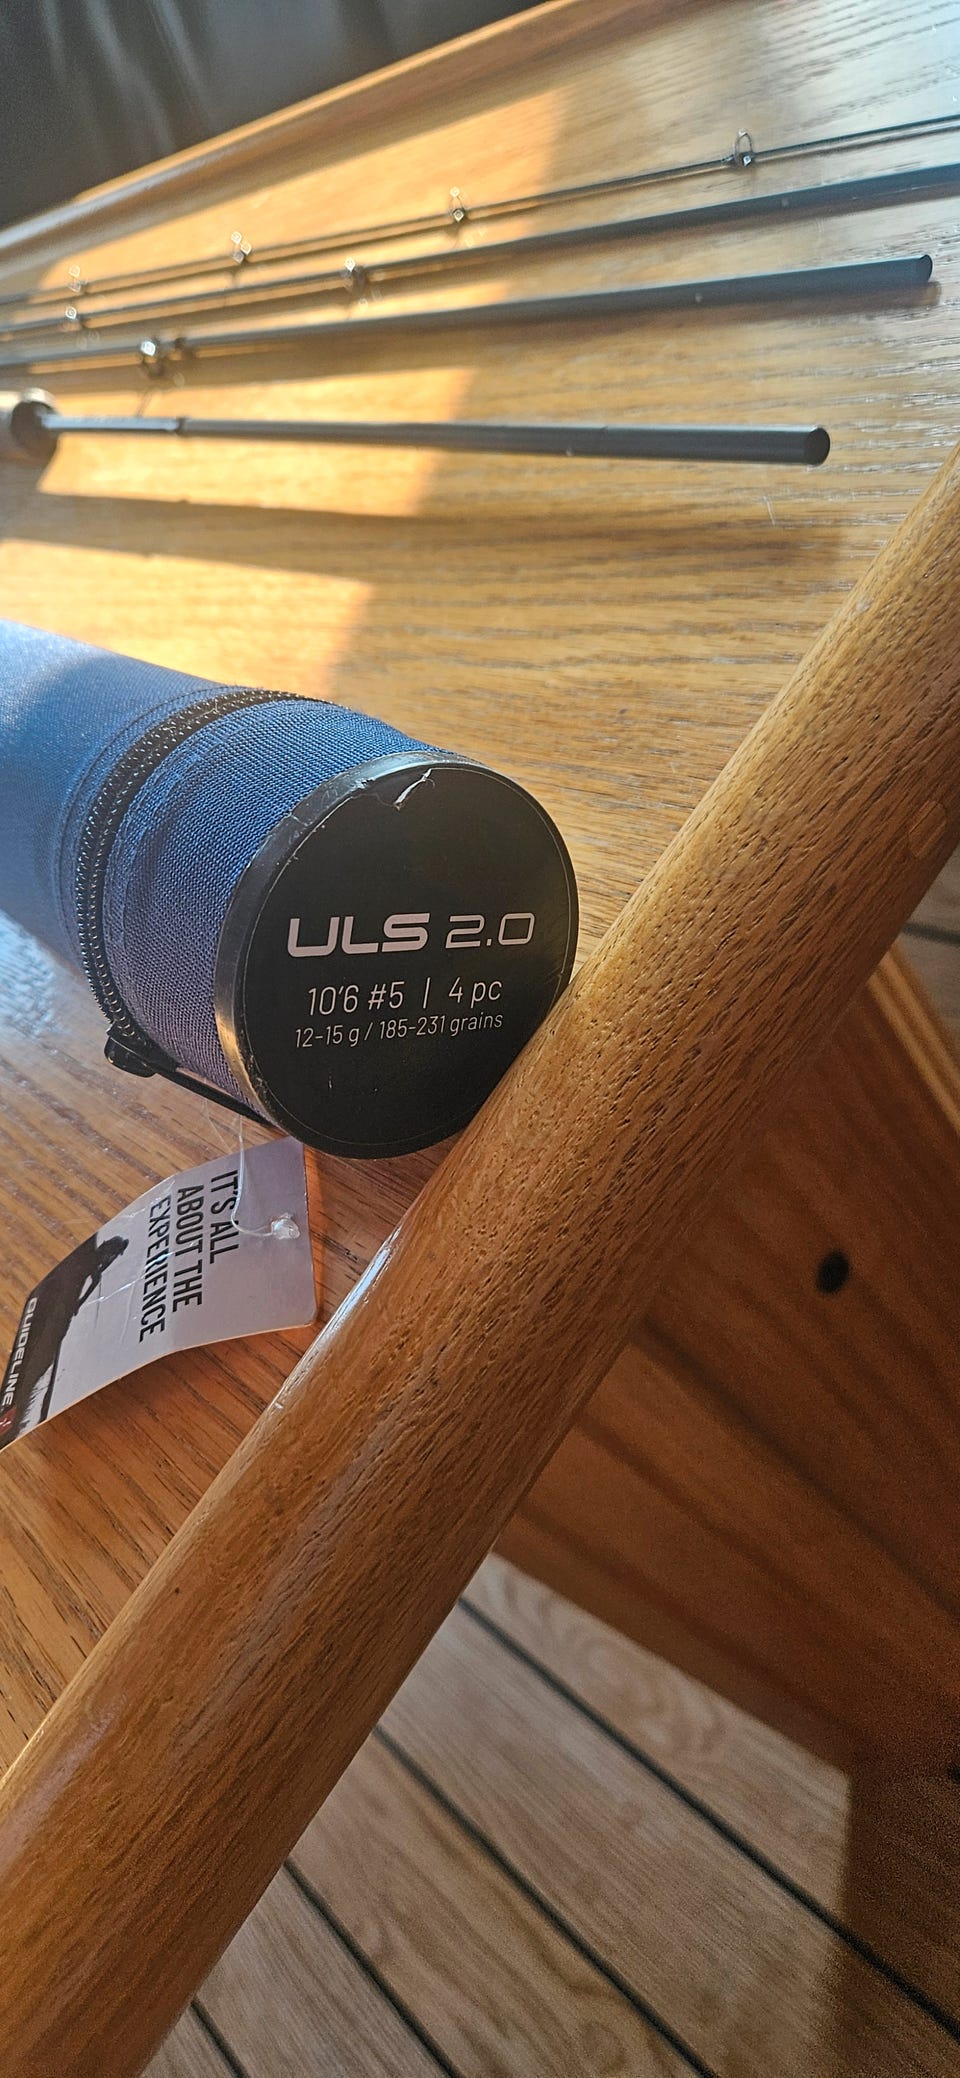 ULS 2.0
10'6 #5 | 4 pc
12-15 g / 185-231 grains
IT'S ALL
ABOUT THE
EXPERIENCE
GUIDELINE